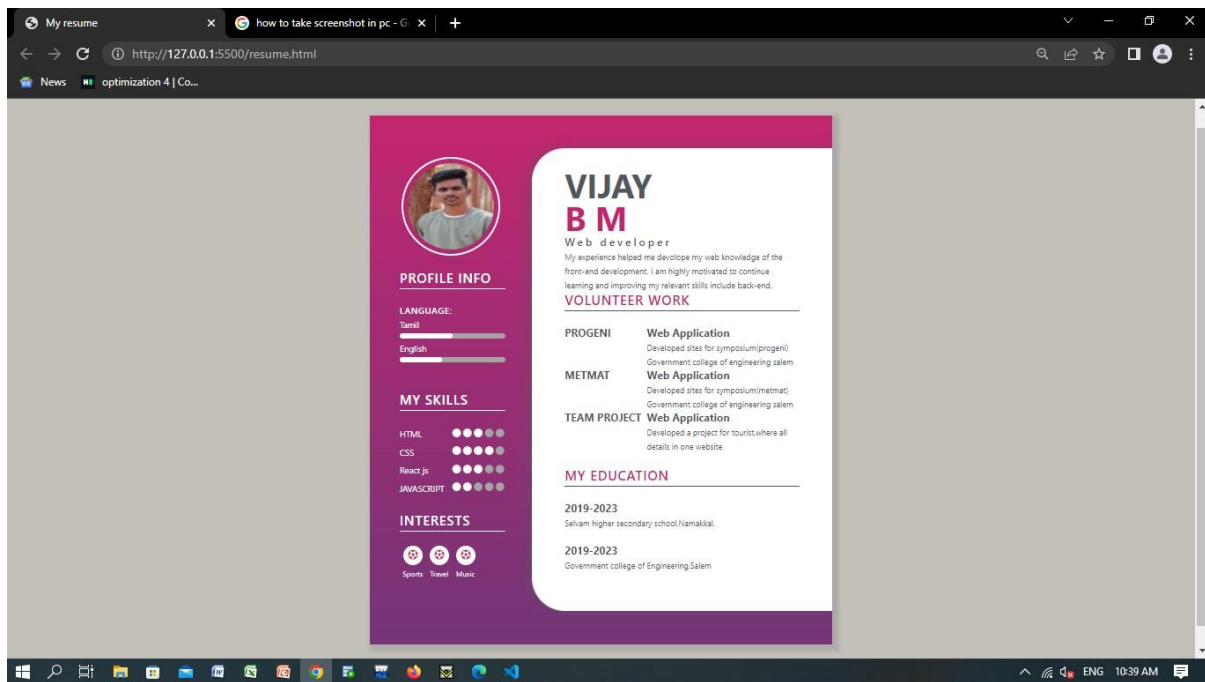 My resume
how to take screenshot in pc - G
http://127.0.0.1:5500/resume.html
News
optimization 4 | Co...
PROFILE INFO
LANGUAGE:
Tamil
English
MY SKILLS
HTML
CSS
React js
JAVASCRIPT
INTERESTS
Sports Travel Music
VIJAY
B M
Web developer
My experience helped me devolope my web knowledge of the
front-end development. i am highly motivated to continue
learning and improving my relevant skills include back-end.
VOLUNTEER WORK
PROGENI Web Application
Developed sites for symposium(progeni)
Government college of engineering salem
METMAT Web Application
Developed sites for symposium(metmat)
Government college of engineering salem
TEAM PROJECT Web Application
Developed a project for tourist.where all
details in one website
MY EDUCATION
2019-2023
Selvam higher secondary school,Namakkal.
2019-2023
Government college of Engineering,Salem
ENG 10:39 AM